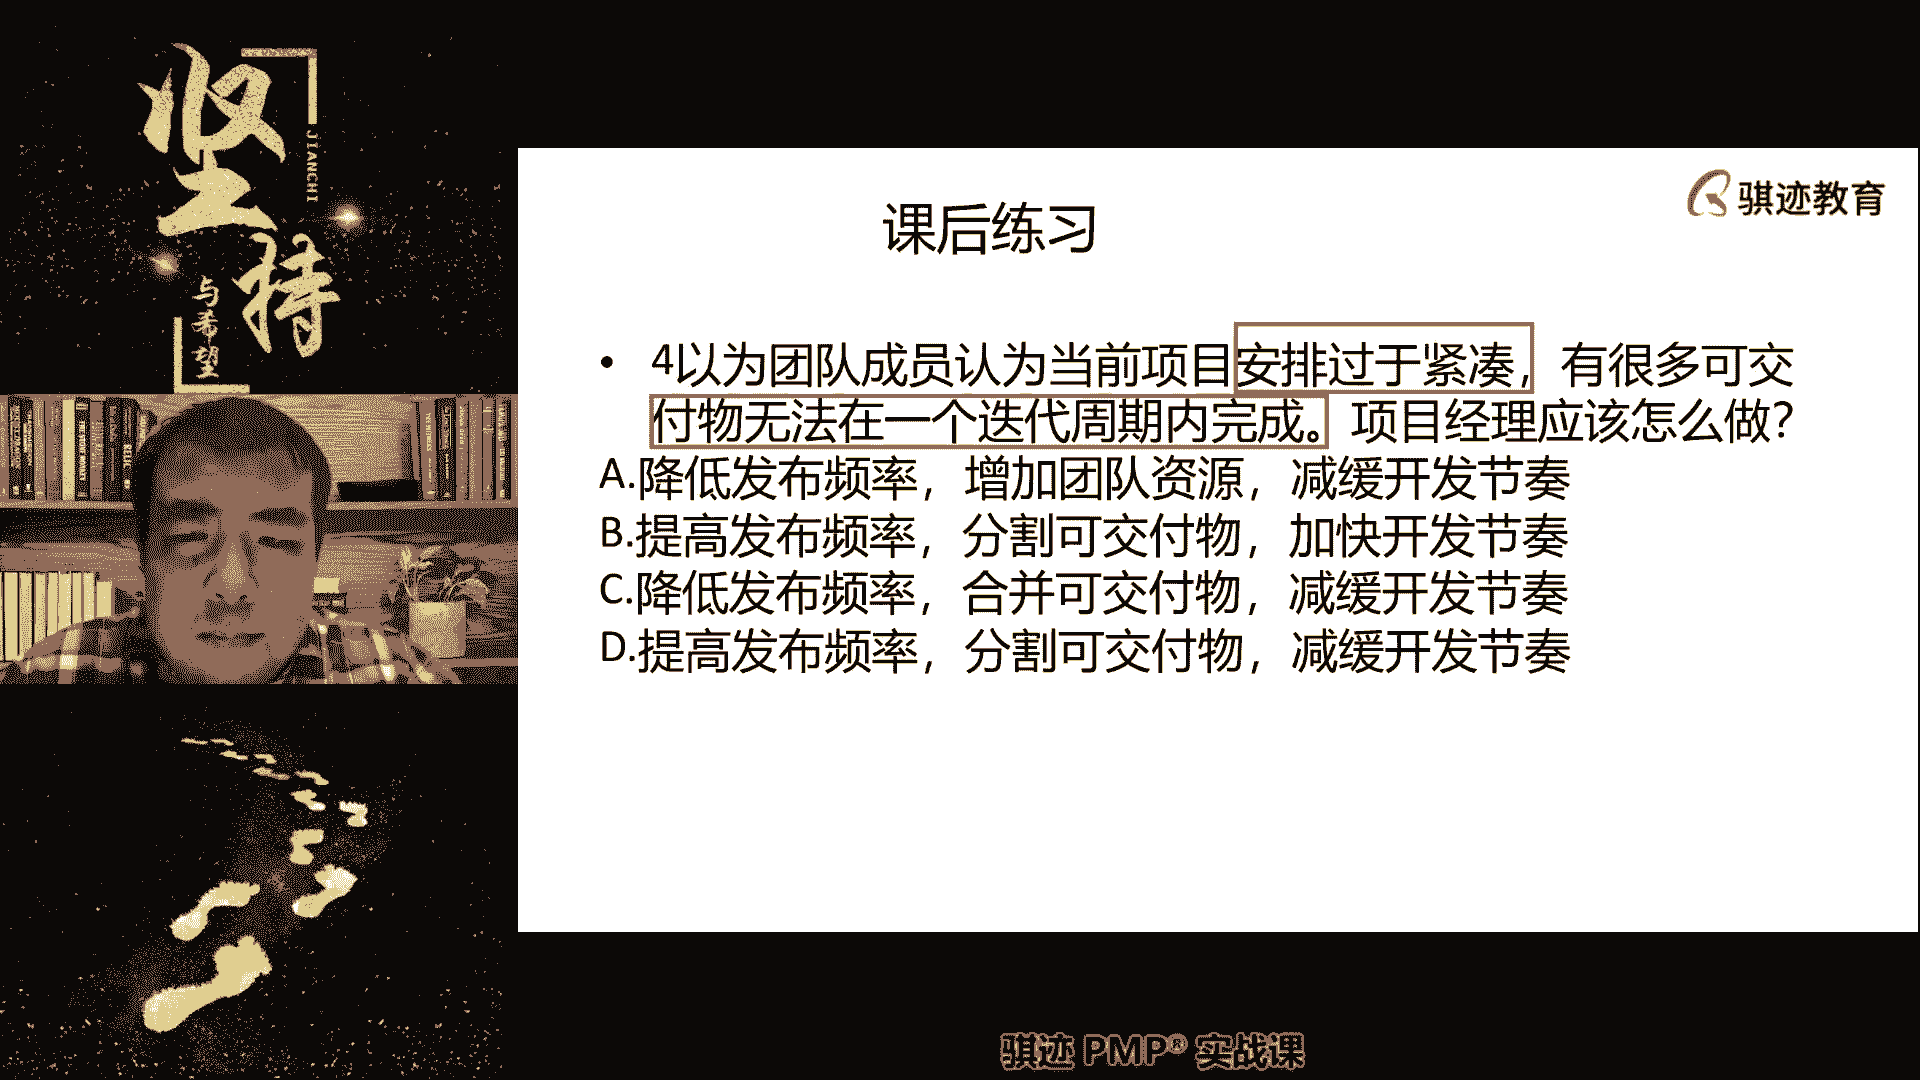 坚持
JIANCHI
与希望
骐迹教育
课后练习
• 4以为团队成员认为当前项目安排过于紧凑，有很多可交
付物无法在一个迭代周期内完成。项目经理应该怎么做？
A.降低发布频率，增加团队资源，减缓开发节奏
B.提高发布频率，分割可交付物，加快开发节奏
C.降低发布频率，合并可交付物，减缓开发节奏
D.提高发布频率，分割可交付物，减缓开发节奏
骐迹 PMP® 实战课